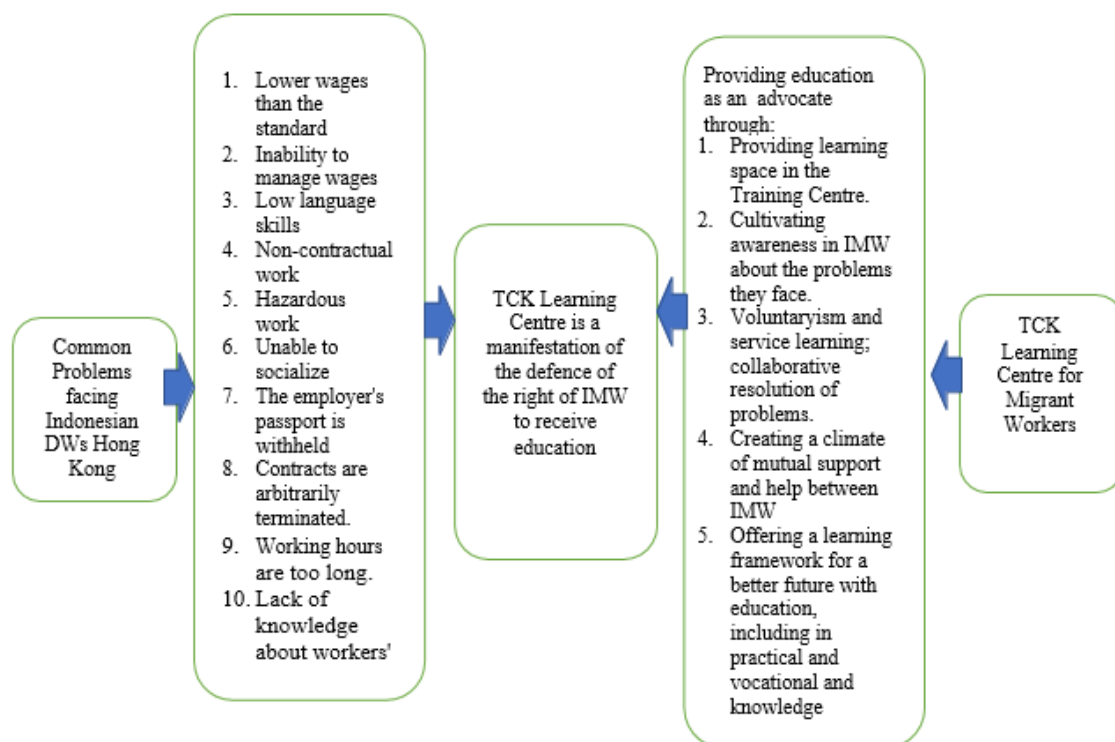 Common
Problems
facing
Indonesian
DWs Hong
Kong
1. Lower wages
than the
standard
2. Inability to
manage wages
3. Low language
skills
4. Non-contractual
work
5. Hazardous
work
6. Unable to
socialize
7. The employer's
passport is
withheld
8. Contracts are
arbitrarily
terminated.
9. Working hours
are too long.
10. Lack of
knowledge
about workers'
TCK Learning
Centre is a
manifestation of
the defence of
the right of IMW
to receive
education
Providing education
as an advocate
through:
1. Providing learning
space in the
Training Centre.
2. Cultivating
awareness in IMW
about the problems
they face.
3. Voluntaryism and
service learning;
collaborative
resolution of
problems.
4. Creating a climate
of mutual support
and help between
IMW
5. Offering a learning
framework for a
better future with
education,
including in
practical and
vocational and
knowledge
TCK
Learning
Centre for
Migrant
Workers